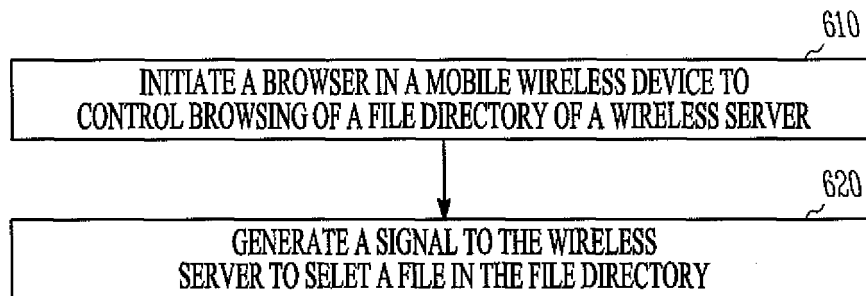 610
INITIATE A BROWSER IN A MOBILE WIRELESS DEVICE TO
CONTROL BROWSING OF A FILE DIRECTORY OF A WIRELESS SERVER
620
GENERATE A SIGNAL TO THE WIRELESS
SERVER TO SELET A FILE IN THE FILE DIRECTORY